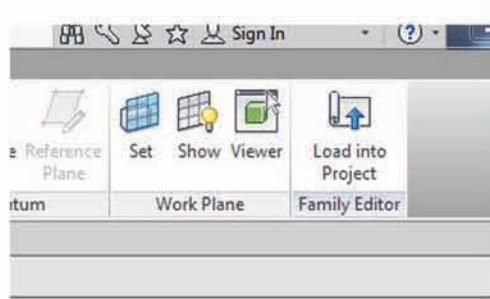 Sign In
e Reference Plane
Set Show Viewer
Load into Project
tum Work Plane Family Editor